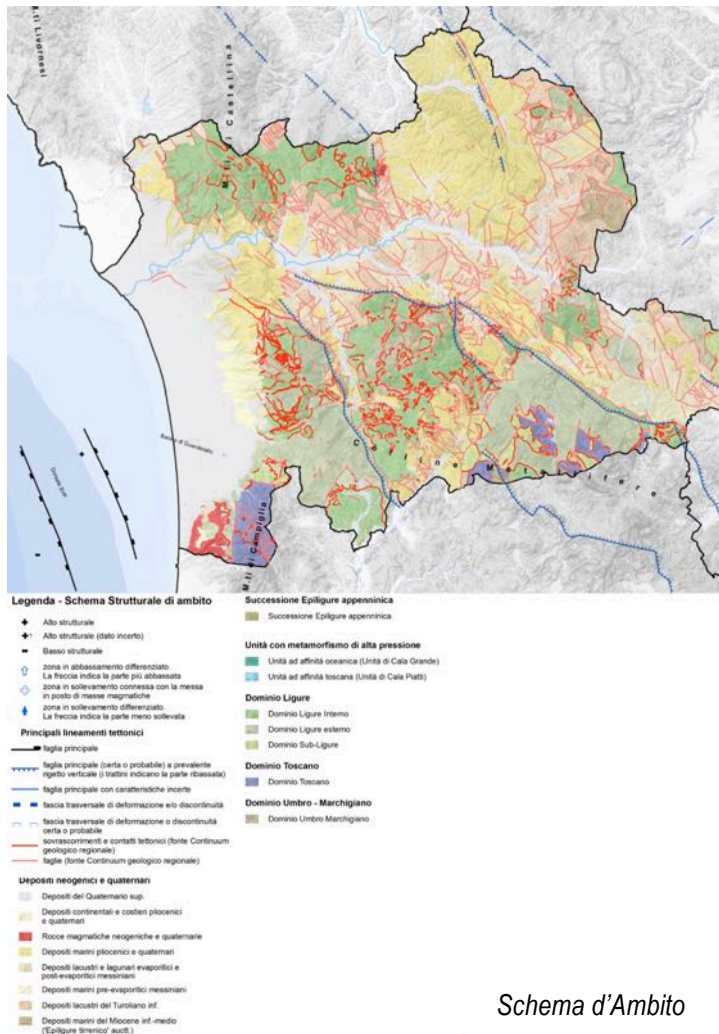 M.ti Livornesi
M.ti di Castellina
Bacino di Guardistallo
Colline Metallifere
M.ti di Campiglia
Legenda - Schema Strutturale di ambito
Alto strutturale
Alto strutturale (dato incerto)
Basso strutturale
zona in abbassamento differenziato.
La freccia indica la parte più abbassata
zona in sollevamento connessa con la messa
in posto di masse magmatiche
zona in sollevamento differenziato.
La freccia indica la parte meno sollevata
Principali lineamenti tettonici
faglia principale
faglia principale (certa o probabile) a prevalente
rigetto verticale (i trattini indicano la parte ribassata)
faglia principale con caratteristiche incerte
fascia trasversale di deformazione e/o discontinuità
fascia trasversale di deformazione o discontinuità
certa o probabile
sovrascorrimenti e contatti tettonici (fonte Continuum
geologico regionale)
faglie (fonte Continuum geologico regionale)
Depositi neogenici e quaternari
Depositi del Quaternario sup.
Depositi continentali e costieri pliocenici
e quaternari
Rocce magmatiche neogeniche e quaternarie
Depositi marini pliocenici e quaternari
Depositi lacustri e lagunari evaporitici e
post-evaporitici messiniani
Depositi marini pre-evaporitici messiniani
Depositi lacustri del Turoliano inf.
Depositi marini del Miocene inf.-medio
('Epiligure tirrenico' auctt.)
Successione Epiligure appenninica
Successione Epiligure appenninica
Unità con metamorfismo di alta pressione
Unità ad affinità oceanica (Unità di Cala Grande)
Unità ad affinità toscana (Unità di Cala Piatti)
Dominio Ligure
Dominio Ligure Interno
Dominio Ligure esterno
Dominio Sub-Ligure
Dominio Toscano
Dominio Toscano
Dominio Umbro - Marchigiano
Dominio Umbro Marchigiano
Schema d'Ambito